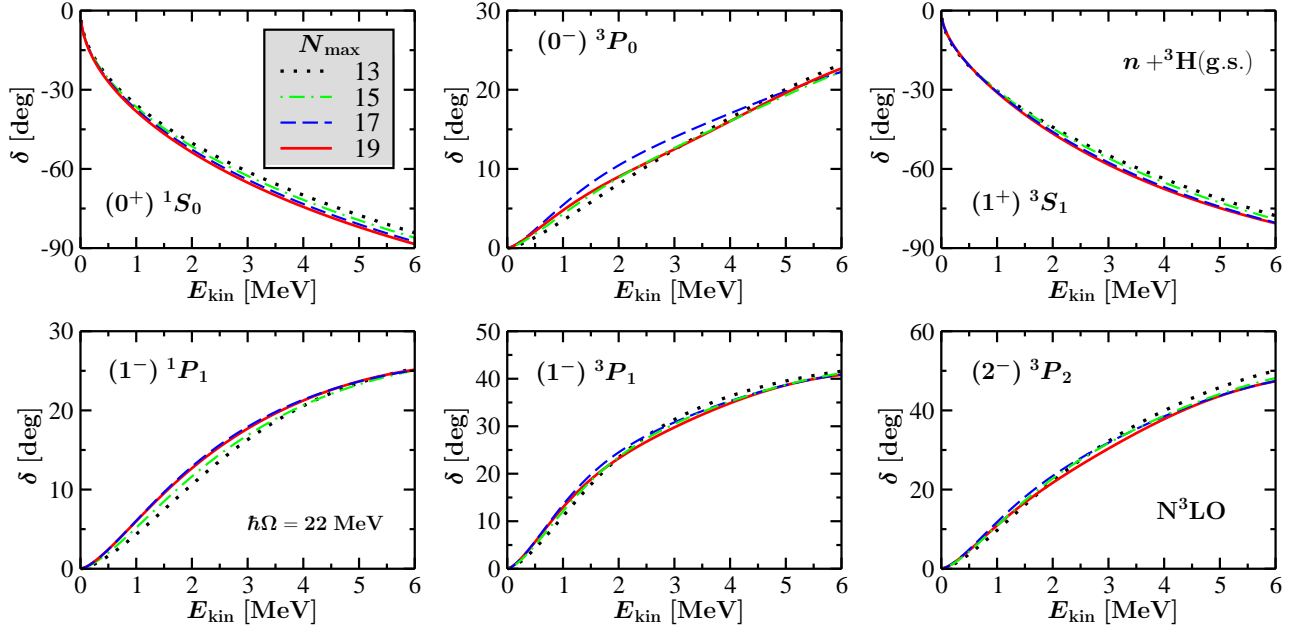 0
-30
-60
-90
δ [deg]
N_max
13
15
17
19
(0⁺) ¹S₀
0 1 2 3 4 5 6
E_kin [MeV]
30
20
10
0
δ [deg]
(0⁻) ³P₀
0 1 2 3 4 5 6
E_kin [MeV]
0
-30
-60
-90
δ [deg]
n +³H(g.s.)
(1⁺) ³S₁
0 1 2 3 4 5 6
E_kin [MeV]
30
20
10
0
δ [deg]
(1⁻) ¹P₁
ħΩ = 22 MeV
0 1 2 3 4 5 6
E_kin [MeV]
50
40
30
20
10
0
δ [deg]
(1⁻) ³P₁
0 1 2 3 4 5 6
E_kin [MeV]
60
40
20
0
δ [deg]
(2⁻) ³P₂
N³LO
0 1 2 3 4 5 6
E_kin [MeV]